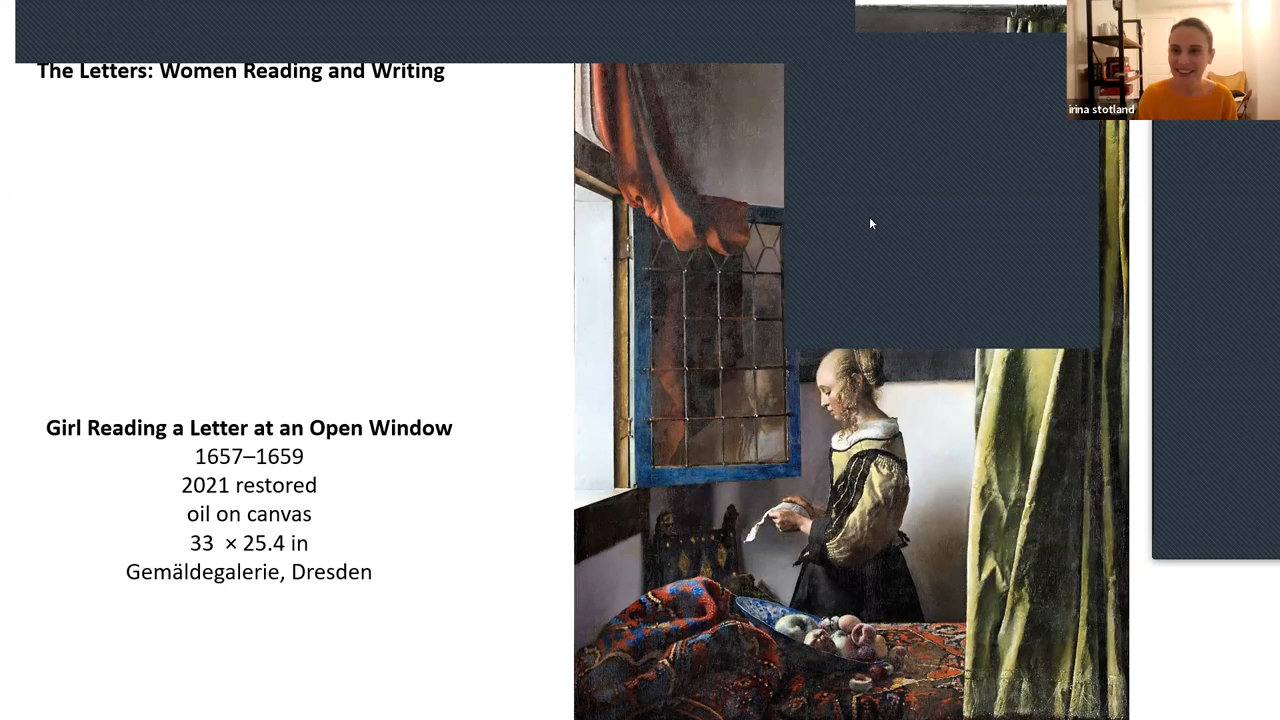 The Letters: Women Reading and Writing
irina stotland
Girl Reading a Letter at an Open Window
1657–1659
2021 restored
oil on canvas
33 × 25.4 in
Gemäldegalerie, Dresden